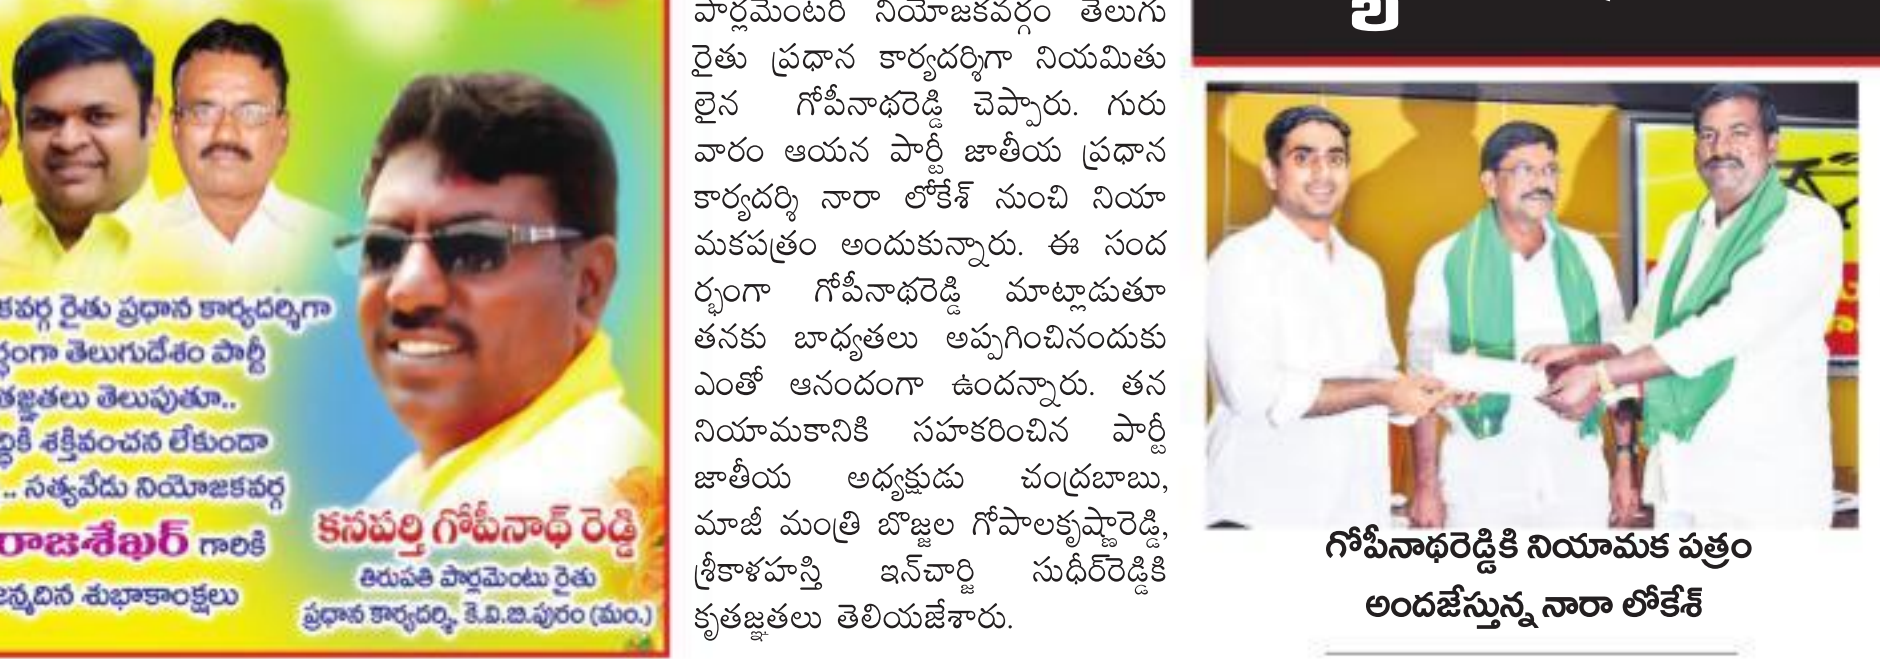 కవర్గ రైతు ప్రధాన కార్యదర్శిగా
ర్భంగా తెలుగుదేశం పార్టీ
తజ్ఞతలు తెలుపుతూ..
ద్ధికి శక్తివంచన లేకుండా
.. సత్యవేడు నియోజకవర్గ
రాజశేఖర్ గారికి
జన్మదిన శుభాకాంక్షలు
కనపర్తి గోపీనాథ్ రెడ్డి
తిరుపతి పార్లమెంటు రైతు
ప్రధాన కార్యదర్శి, కె.వి.బి.పురం (మం.)
పార్లమెంటరీ నియోజకవర్గం తెలుగు
రైతు ప్రధాన కార్యదర్శిగా నియమితు
లైన గోపీనాథరెడ్డి చెప్పారు. గురు
వారం ఆయన పార్టీ జాతీయ ప్రధాన
కార్యదర్శి నారా లోకేశ్ నుంచి నియా
మకపత్రం అందుకున్నారు. ఈ సంద
ర్భంగా గోపీనాథరెడ్డి మాట్లాడుతూ
తనకు బాధ్యతలు అప్పగించినందుకు
ఎంతో ఆనందంగా ఉందన్నారు. తన
నియామకానికి సహకరించిన పార్టీ
జాతీయ అధ్యక్షుడు చంద్రబాబు,
మాజీ మంత్రి బొజ్జల గోపాలకృష్ణారెడ్డి,
శ్రీకాళహస్తి ఇన్‌చార్జి సుధీర్‌రెడ్డికి
కృతజ్ఞతలు తెలియజేశారు.
గోపీనాథరెడ్డికి నియామక పత్రం
అందజేస్తున్న నారా లోకేశ్